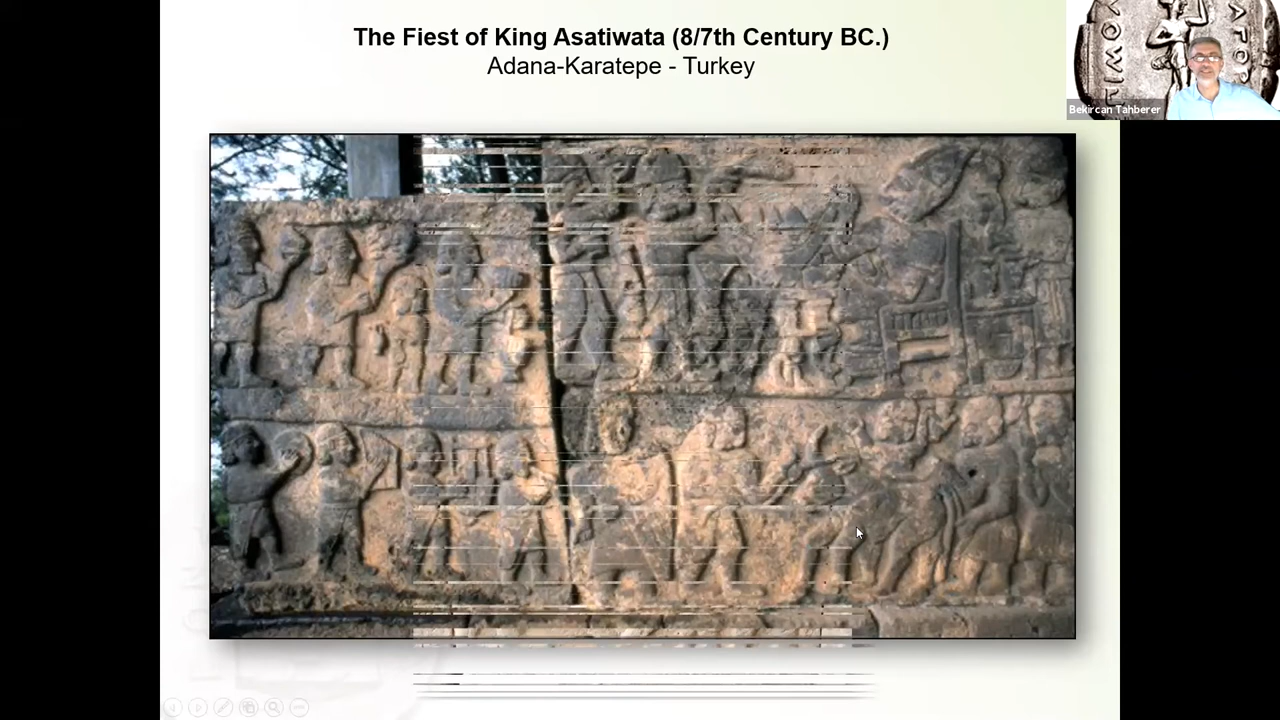 The Fiest of King Asatiwata (8/7th Century BC.)
Adana-Karatepe - Turkey
Bekircan Tahberer